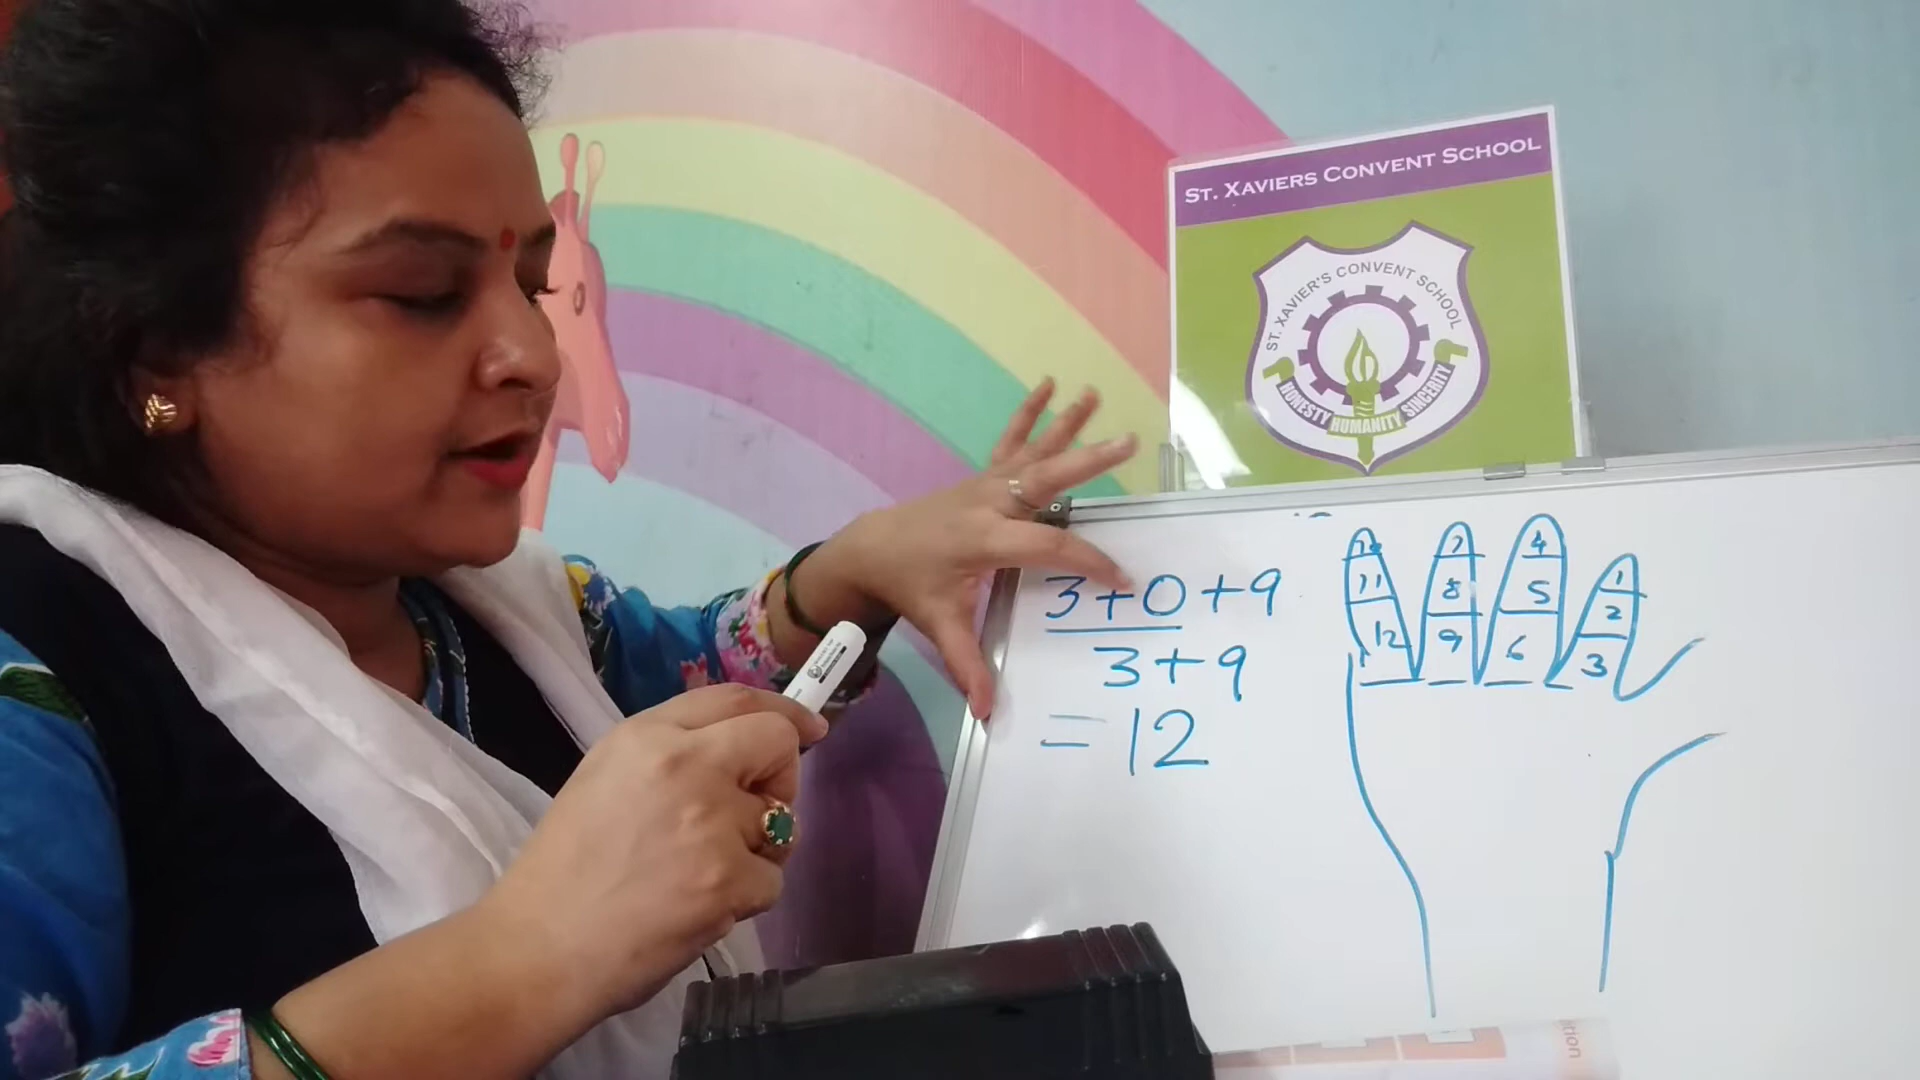 ST. XAVIERS CONVENT SCHOOL
ST. XAVIER'S CONVENT SCHOOL
HONESTY HUMANITY SINCERITY
3+0+9
3+9
=12
10 7 4 1
11 8 5 2
12 9 6 3